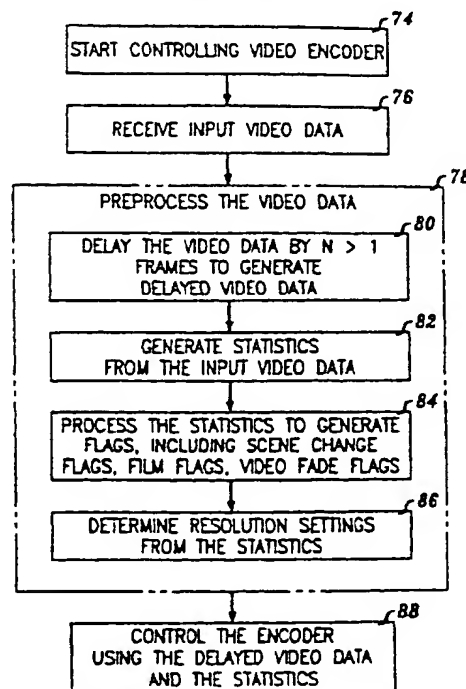 74
START CONTROLLING VIDEO ENCODER
76
RECEIVE INPUT VIDEO DATA
78
PREPROCESS THE VIDEO DATA
80
DELAY THE VIDEO DATA BY N > 1
FRAMES TO GENERATE
DELAYED VIDEO DATA
82
GENERATE STATISTICS
FROM THE INPUT VIDEO DATA
84
PROCESS THE STATISTICS TO GENERATE
FLAGS, INCLUDING SCENE CHANGE
FLAGS, FILM FLAGS, VIDEO FADE FLAGS
86
DETERMINE RESOLUTION SETTINGS
FROM THE STATISTICS
88
CONTROL THE ENCODER
USING THE DELAYED VIDEO DATA
AND THE STATISTICS